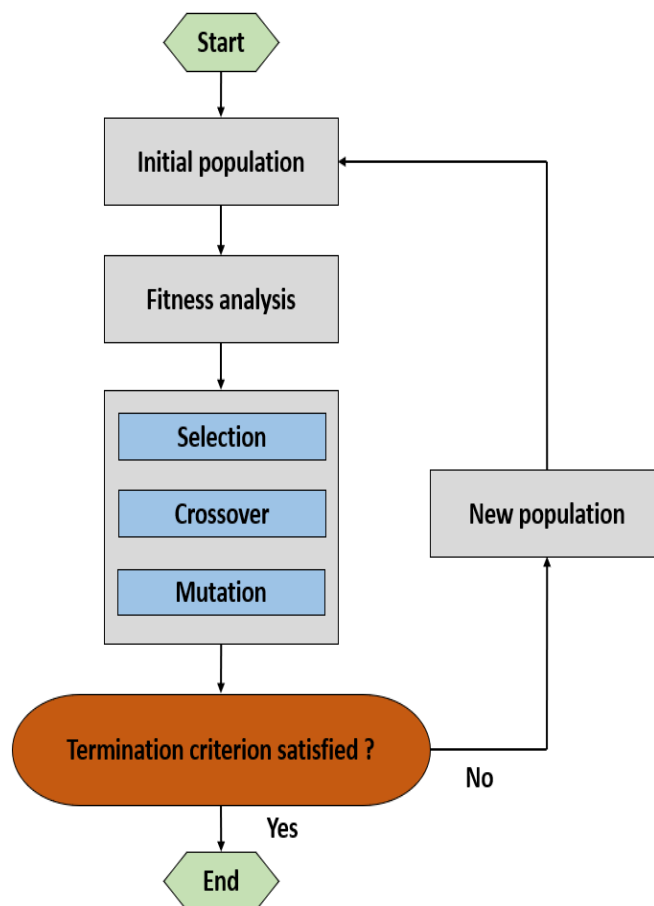 Start
Initial population
Fitness analysis
Selection
Crossover
Mutation
New population
Termination criterion satisfied ?
No
Yes
End